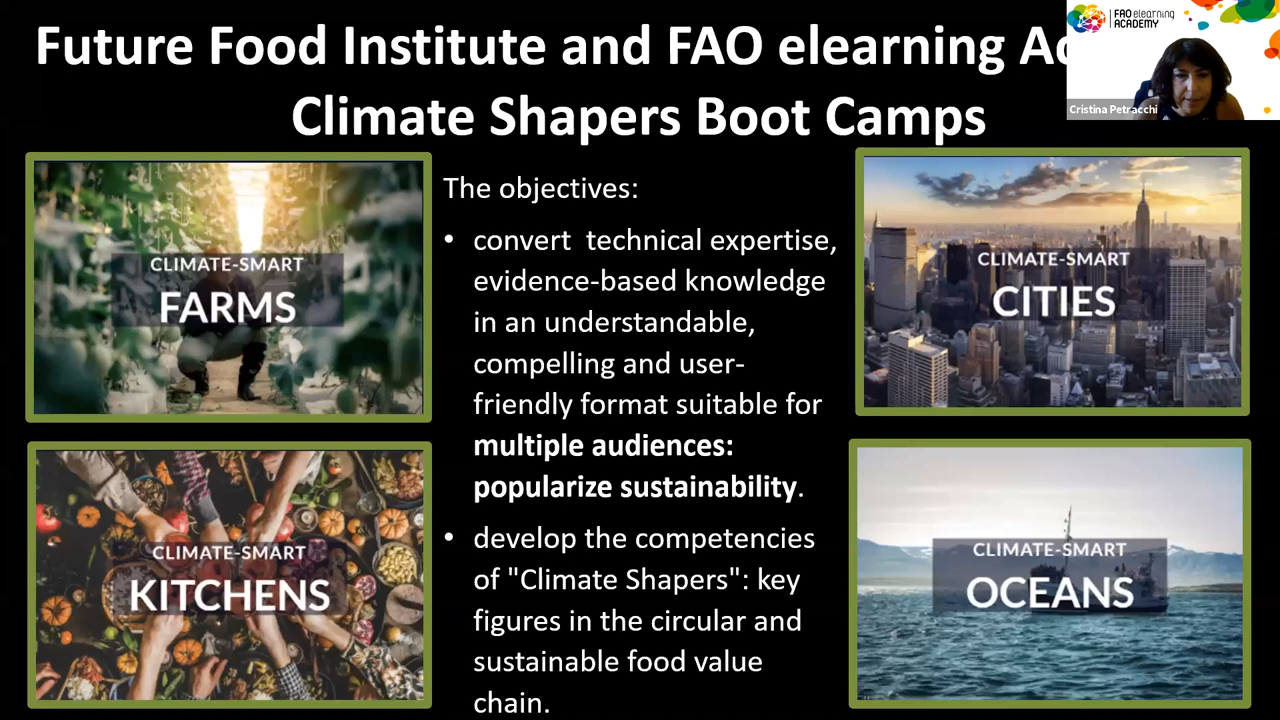 Future Food Institute and FAO elearning
Climate Shapers Boot Camps
FAO elearning
ACADEMY
Cristina Petracchi
CLIMATE-SMART
FARMS
The objectives:
• convert technical expertise,
evidence-based knowledge
in an understandable,
compelling and user-
friendly format suitable for
multiple audiences:
popularize sustainability.
• develop the competencies
of "Climate Shapers": key
figures in the circular and
sustainable food value
chain.
CLIMATE-SMART
CITIES
CLIMATE-SMART
KITCHENS
CLIMATE-SMART
OCEANS